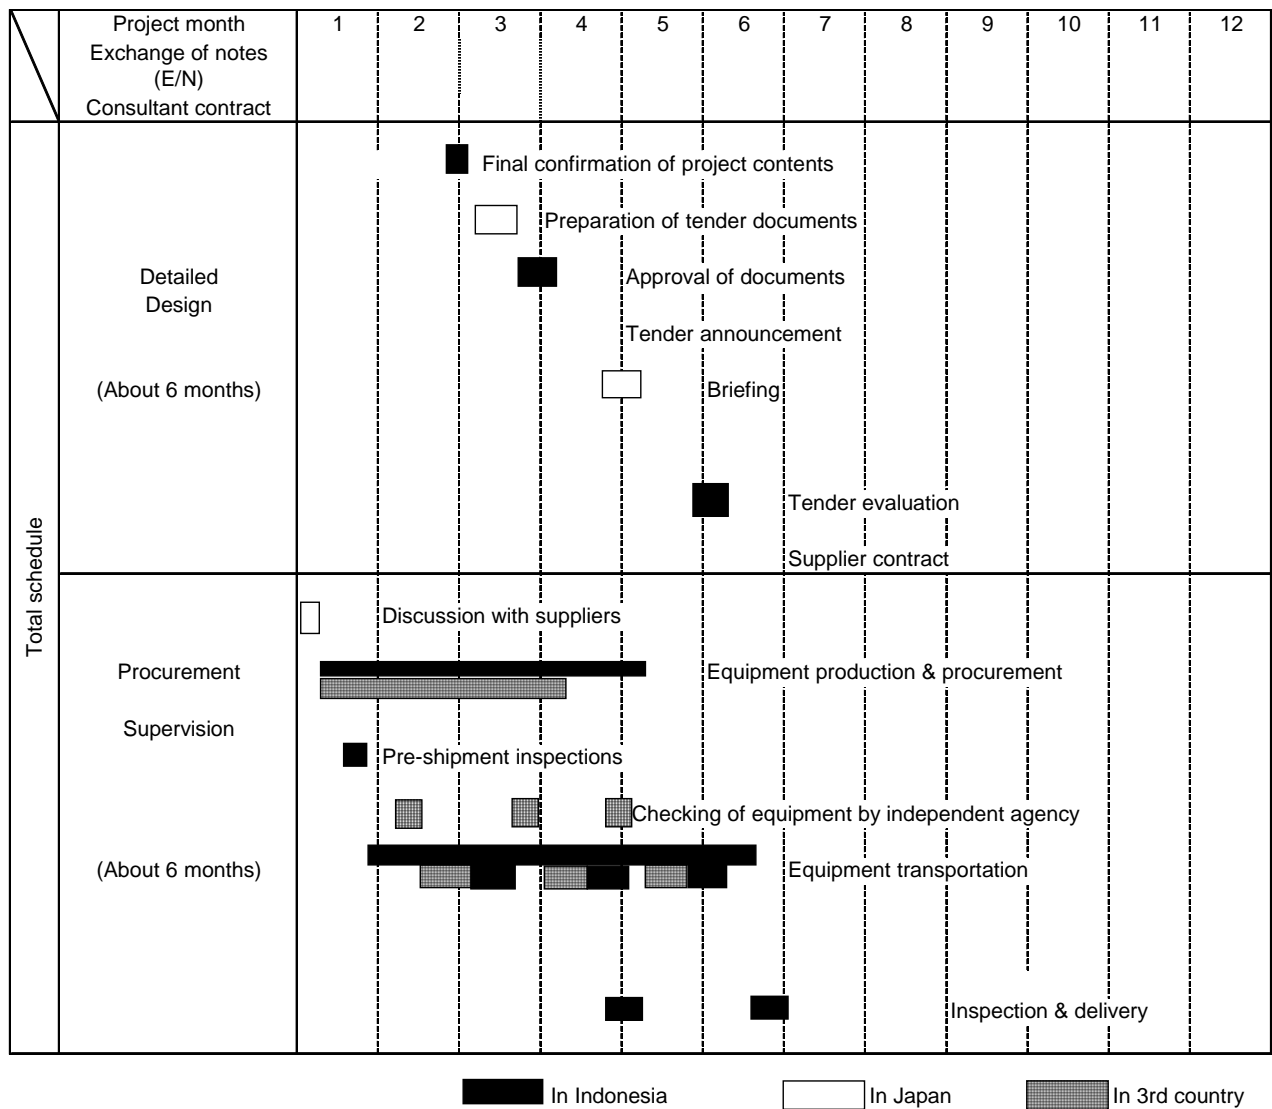 Project month
Exchange of notes
(E/N)
Consultant contract
1 2 3 4 5 6 7 8 9 10 11 12
Total schedule
Detailed
Design
(About 6 months)
Final confirmation of project contents
Preparation of tender documents
Approval of documents
Tender announcement
Briefing
Tender evaluation
Supplier contract
Procurement
Supervision
(About 6 months)
Discussion with suppliers
Equipment production & procurement
Pre-shipment inspections
Checking of equipment by independent agency
Equipment transportation
Inspection & delivery
In Indonesia
In Japan
In 3rd country